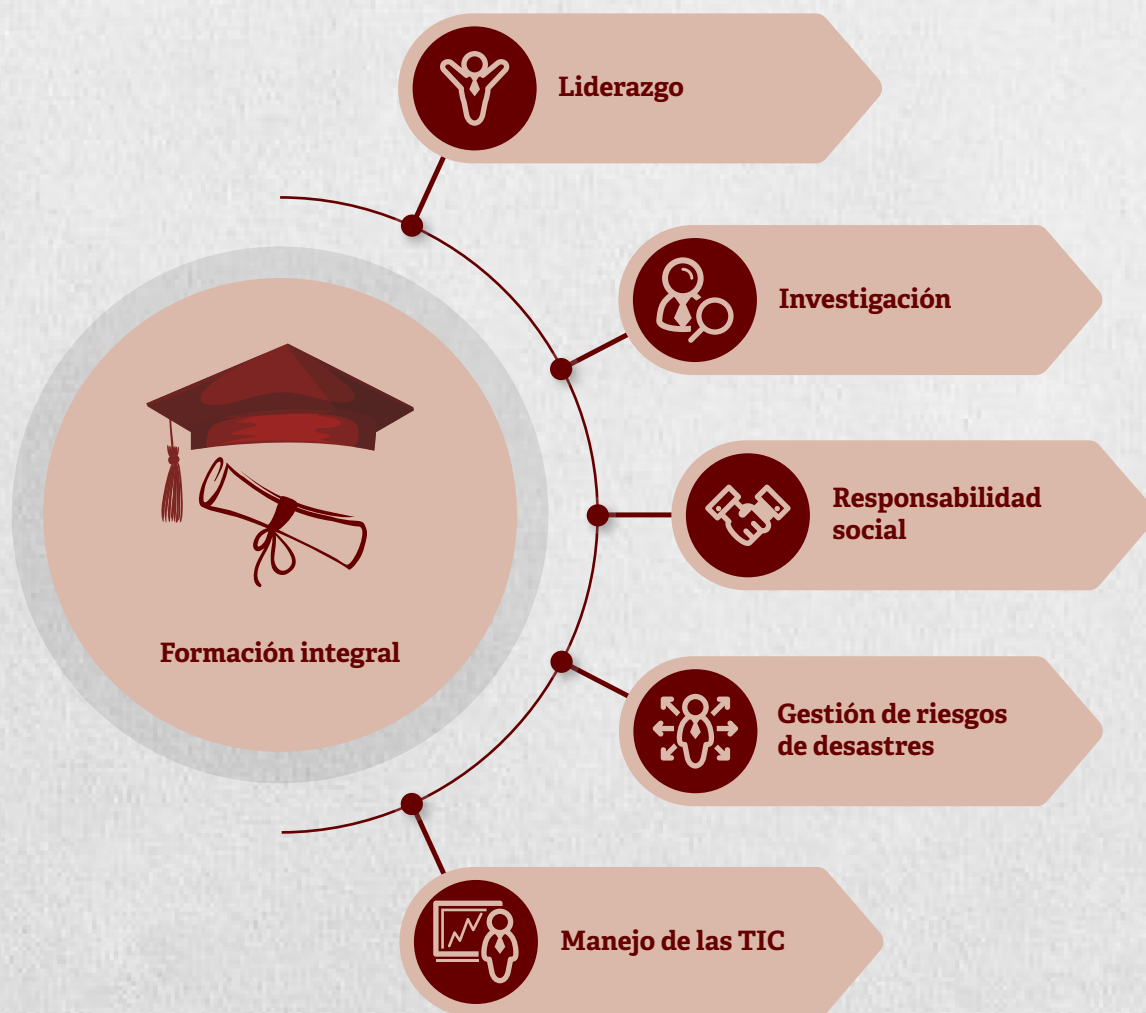 Liderazgo
Investigación
Responsabilidad
social
Formación integral
Gestión de riesgos
de desastres
Manejo de las TIC